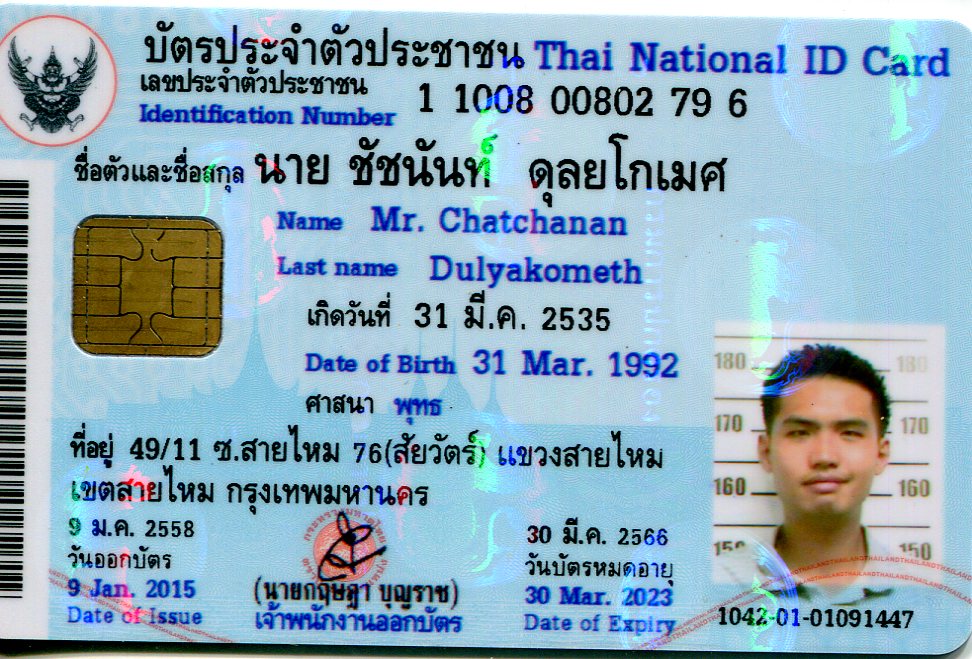 บัตรประจำตัวประชาชน Thai National ID Card
เลขประจำตัวประชาชน
Identification Number 1 1008 00802 79 6
ชื่อตัวและชื่อสกุล นาย ชัชนันท์ ดุลยโกเมศ
Name Mr. Chatchanan
Last name Dulyakometh
เกิดวันที่ 31 มี.ค. 2535
Date of Birth 31 Mar. 1992
ศาสนา พุทธ
ที่อยู่ 49/11 ซ.สายไหม 76(สัยวัตร์) แขวงสายไหม
เขตสายไหม กรุงเทพมหานคร
9 ม.ค. 2558
วันออกบัตร
9 Jan. 2015
Date of Issue
(นายกฤษฎา บุญราช)
เจ้าพนักงานออกบัตร
30 มี.ค. 2566
วันบัตรหมดอายุ
30 Mar. 2023
Date of Expiry
180 180
170 170
160 160
150 150
1042-01-01091447